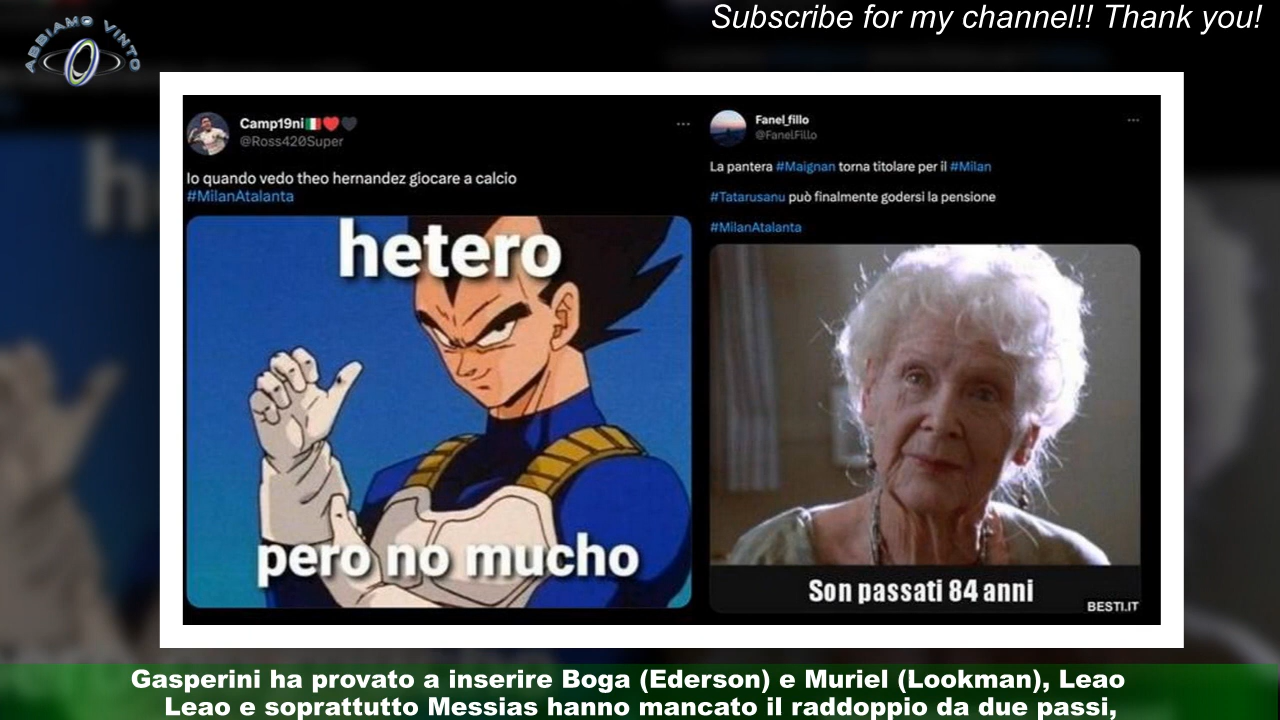 Subscribe for my channel!! Thank you!
ABBIAMO VINTO
Camp19ni
@Ross420Super
Io quando vedo theo hernandez giocare a calcio
#MilanAtalanta
hetero
pero no mucho
Fanel_fillo
@FanelFillo
La pantera #Maignan torna titolare per il #Milan
#Tatarusanu può finalmente godersi la pensione
#MilanAtalanta
Son passati 84 anni
BESTI.IT
Gasperini ha provato a inserire Boga (Ederson) e Muriel (Lookman), Leao
Leao e soprattutto Messias hanno mancato il raddoppio da due passi,